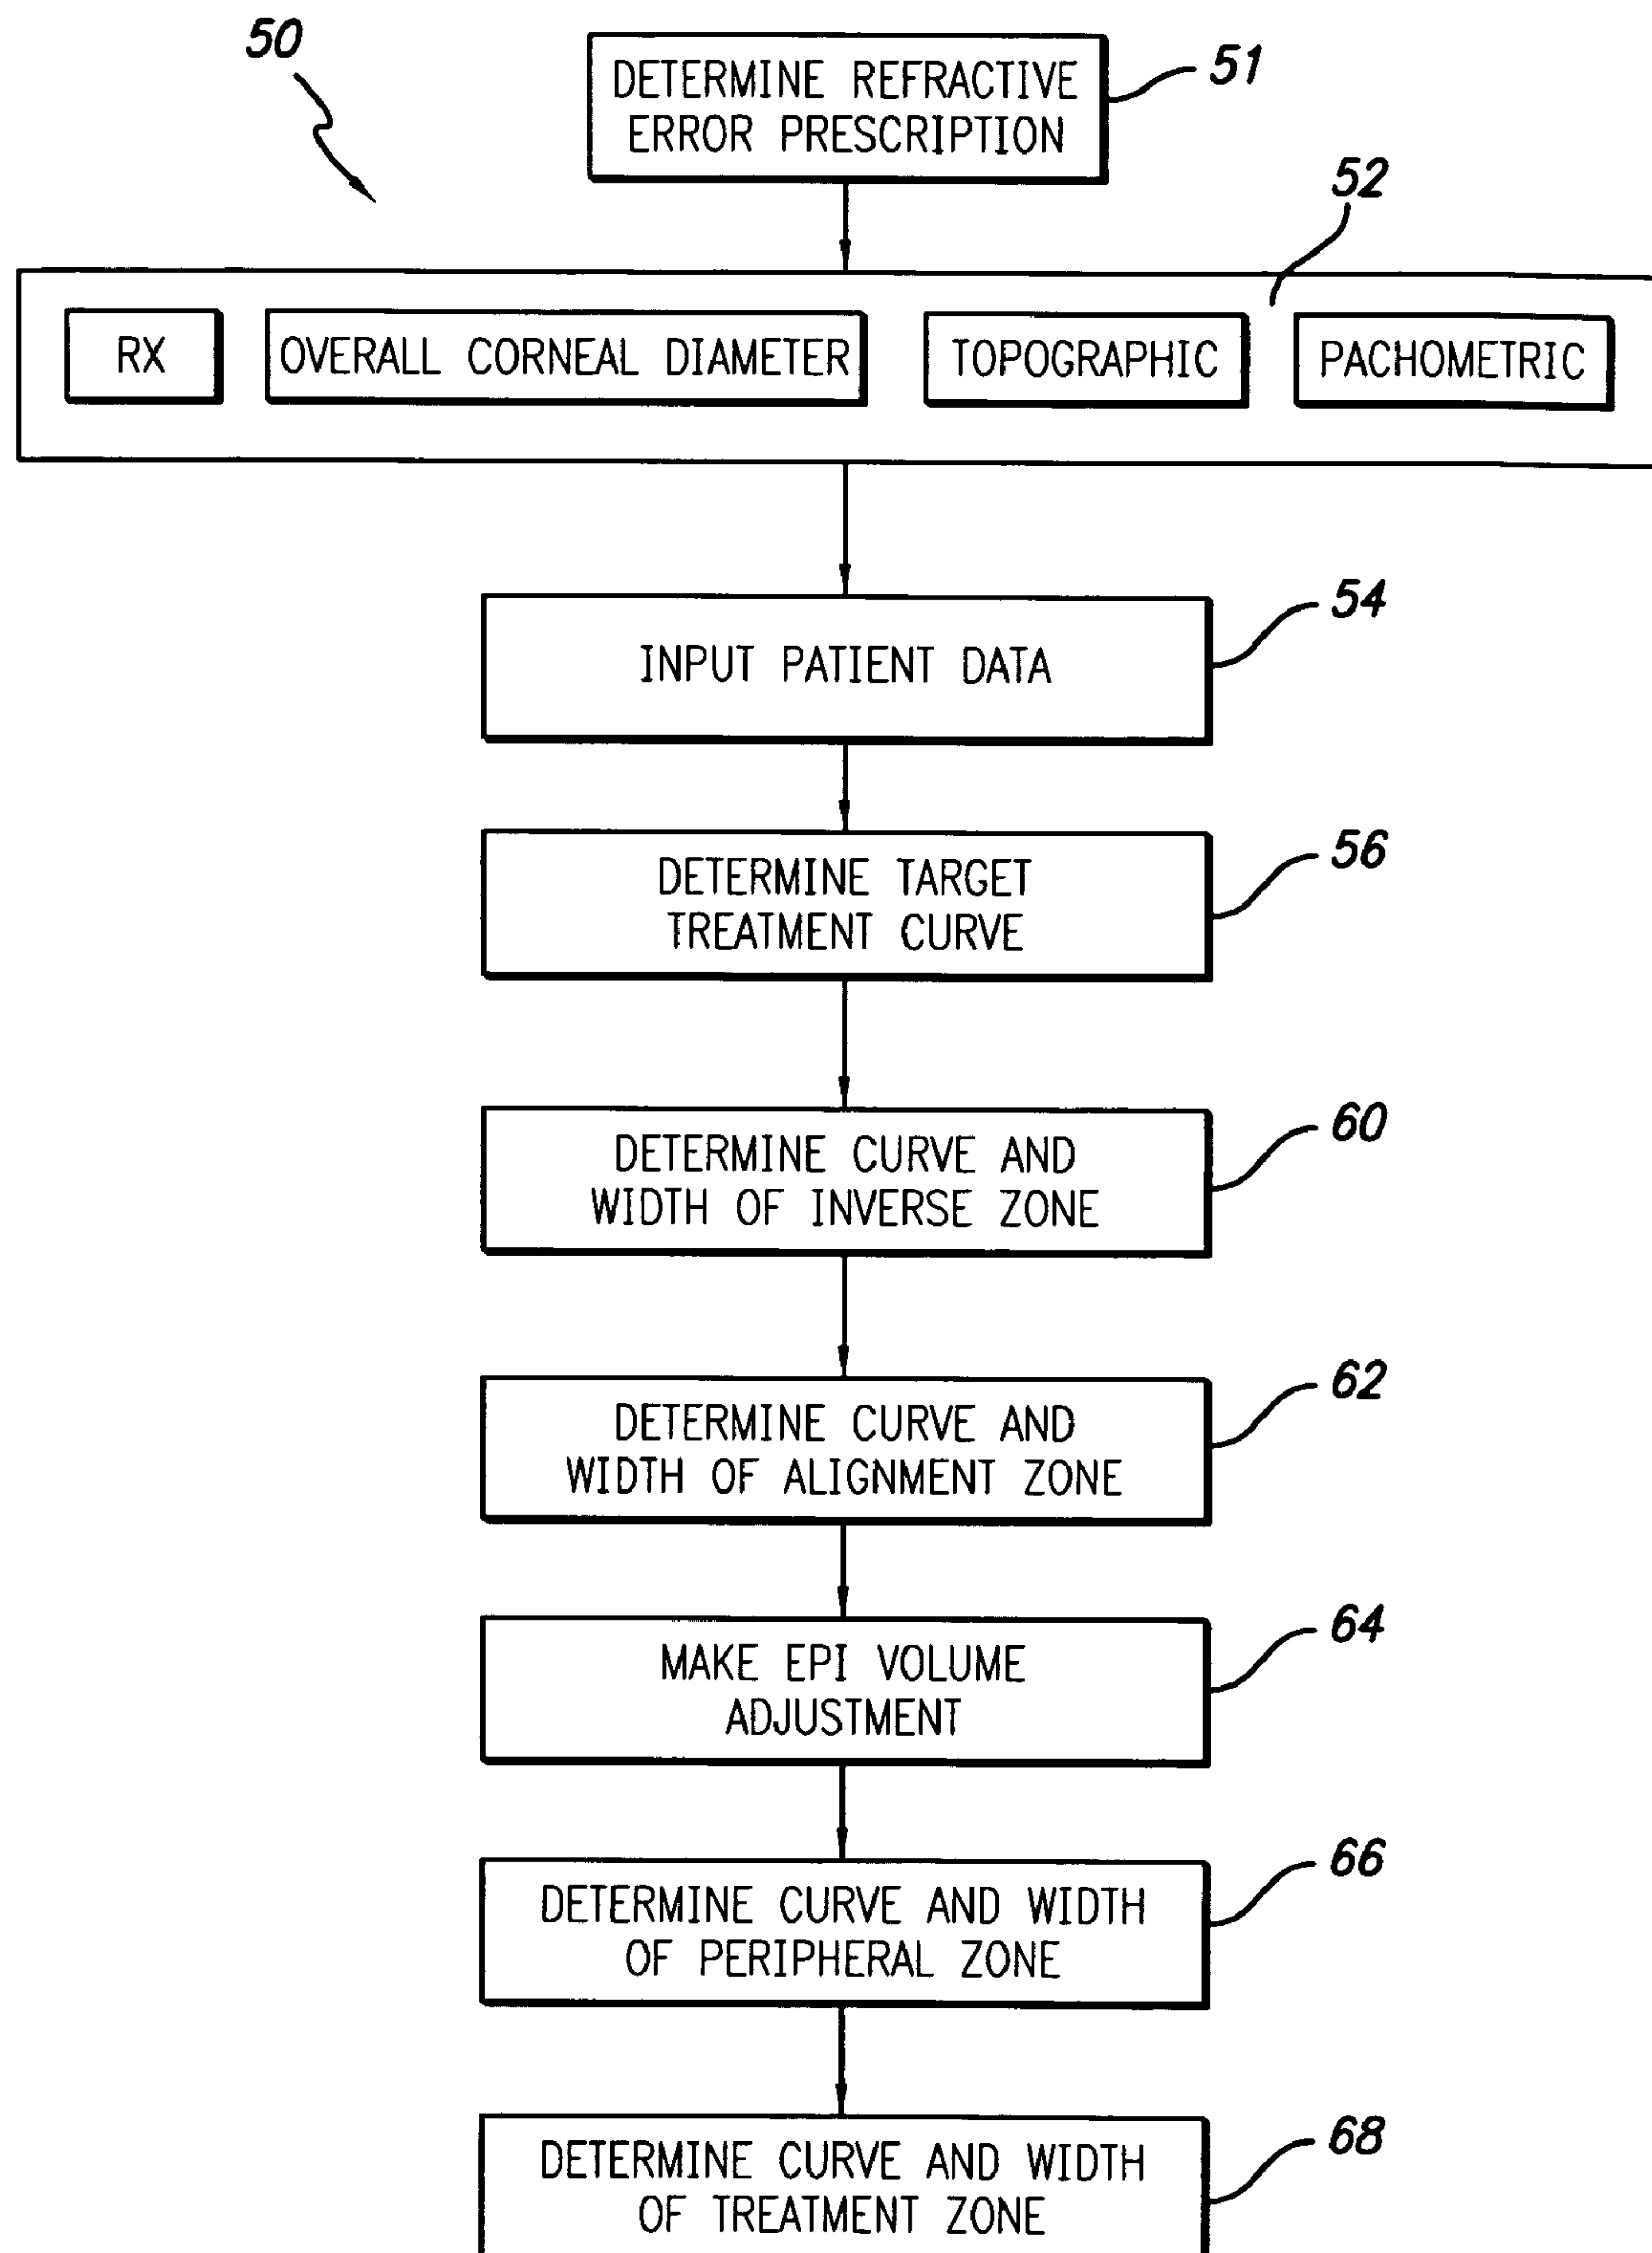 50
DETERMINE REFRACTIVE
ERROR PRESCRIPTION
51
52
RX
OVERALL CORNEAL DIAMETER
TOPOGRAPHIC
PACHOMETRIC
INPUT PATIENT DATA
54
DETERMINE TARGET
TREATMENT CURVE
56
DETERMINE CURVE AND
WIDTH OF INVERSE ZONE
60
DETERMINE CURVE AND
WIDTH OF ALIGNMENT ZONE
62
MAKE EPI VOLUME
ADJUSTMENT
64
DETERMINE CURVE AND WIDTH
OF PERIPHERAL ZONE
66
DETERMINE CURVE AND WIDTH
OF TREATMENT ZONE
68